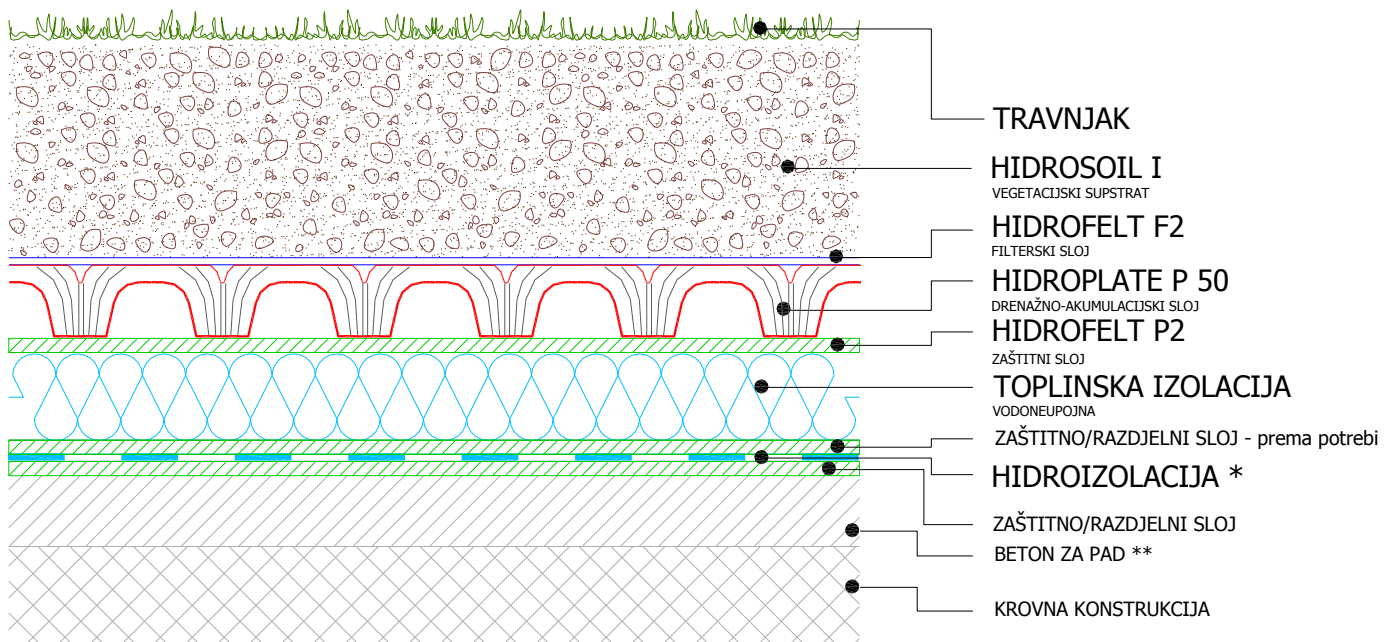 TRAVNJAK
HIDROSOIL I
VEGETACIJSKI SUPSTRAT
HIDROFELT F2
FILTERSKI SLOJ
HIDROPLATE P 50
DRENAŽNO-AKUMULACIJSKI SLOJ
HIDROFELT P2
ZAŠTITNI SLOJ
TOPLINSKA IZOLACIJA
VODONEUPOJNA
ZAŠTITNO/RAZDJELNI SLOJ - prema potrebi
HIDROIZOLACIJA *
ZAŠTITNO/RAZDJELNI SLOJ
BETON ZA PAD **
KROVNA KONSTRUKCIJA